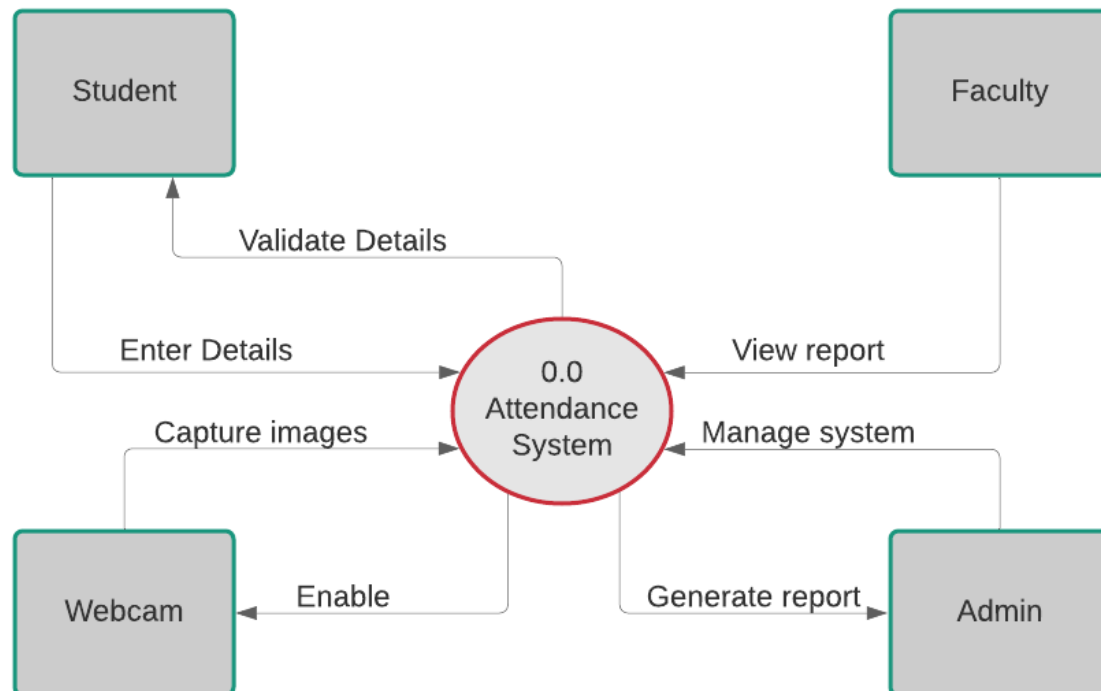 Student
Faculty
Validate Details
Enter Details
View report
0.0
Attendance
System
Capture images
Manage system
Webcam
Enable
Generate report
Admin